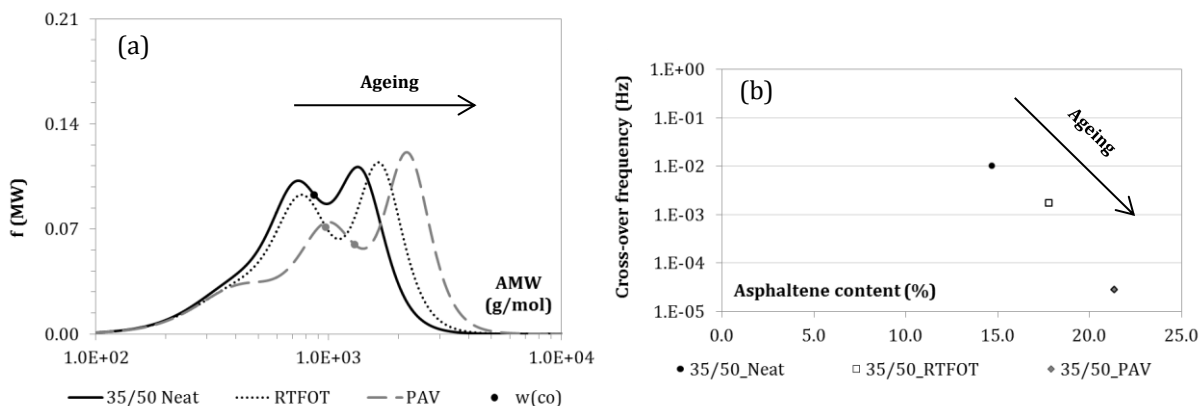 (a)
Ageing
0.21
0.14
0.07
0.00
f (MW)
AMW
(g/mol)
1.0E+02 1.0E+03 1.0E+04
35/50 Neat RTFOT PAV w(co)
(b)
Ageing
1.E+00
1.E-01
1.E-02
1.E-03
1.E-04
1.E-05
Cross-over frequency (Hz)
Asphaltene content (%)
0.0 5.0 10.0 15.0 20.0 25.0
35/50_Neat 35/50_RTFOT 35/50_PAV